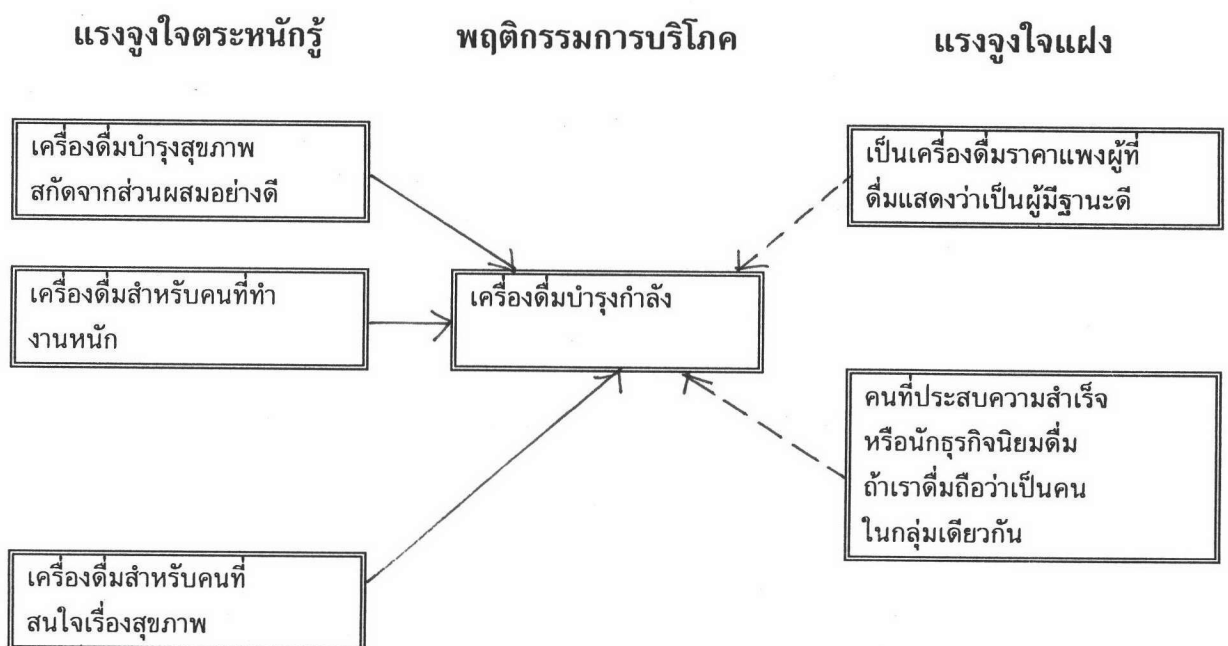 แรงจูงใจตระหนักรู้
พฤติกรรมการบริโภค
แรงจูงใจแฝง
เครื่องดื่มบำรุงสุขภาพ
สกัดจากส่วนผสมอย่างดี
เครื่องดื่มสำหรับคนที่ทำ
งานหนัก
เครื่องดื่มสำหรับคนที่
สนใจเรื่องสุขภาพ
เครื่องดื่มบำรุงกำลัง
เป็นเครื่องดื่มราคาแพงผู้ที่
ดื่มแสดงว่าเป็นผู้มีฐานะดี
คนที่ประสบความสำเร็จ
หรือนักธุรกิจนิยมดื่ม
ถ้าเราดื่มถือว่าเป็นคน
ในกลุ่มเดียวกัน